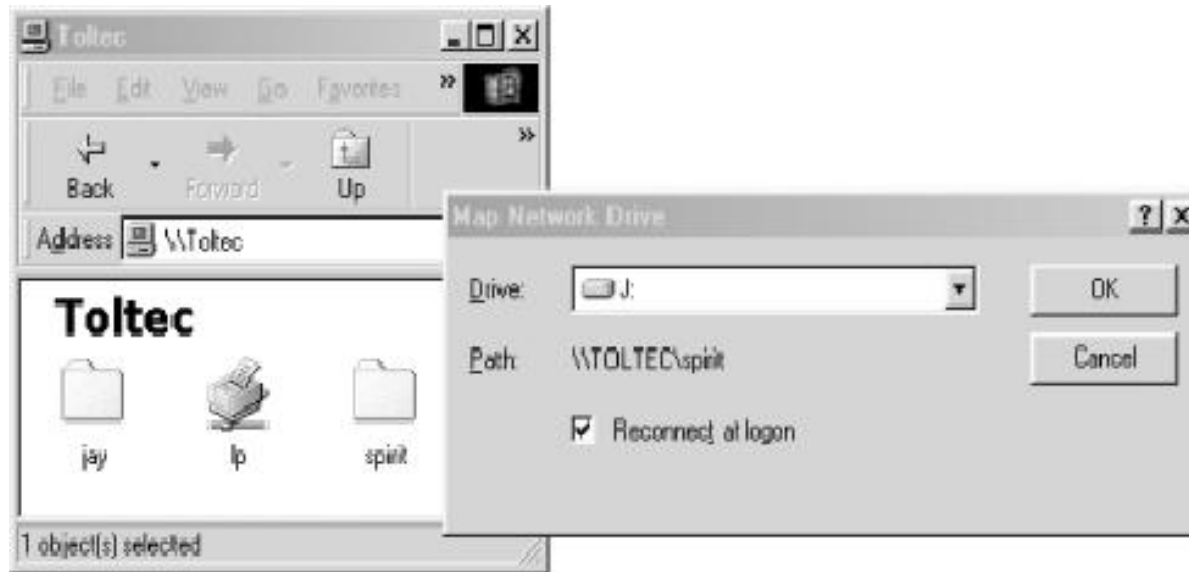 Toltec
File Edit View Go Favorites »
»
Back Forward Up
Address \\Toltec
Toltec
jay lp spirit
1 object(s) selected
Map Network Drive
Drive: J: OK
Path: \\TOLTEC\spirit Cancel
Reconnect at logon